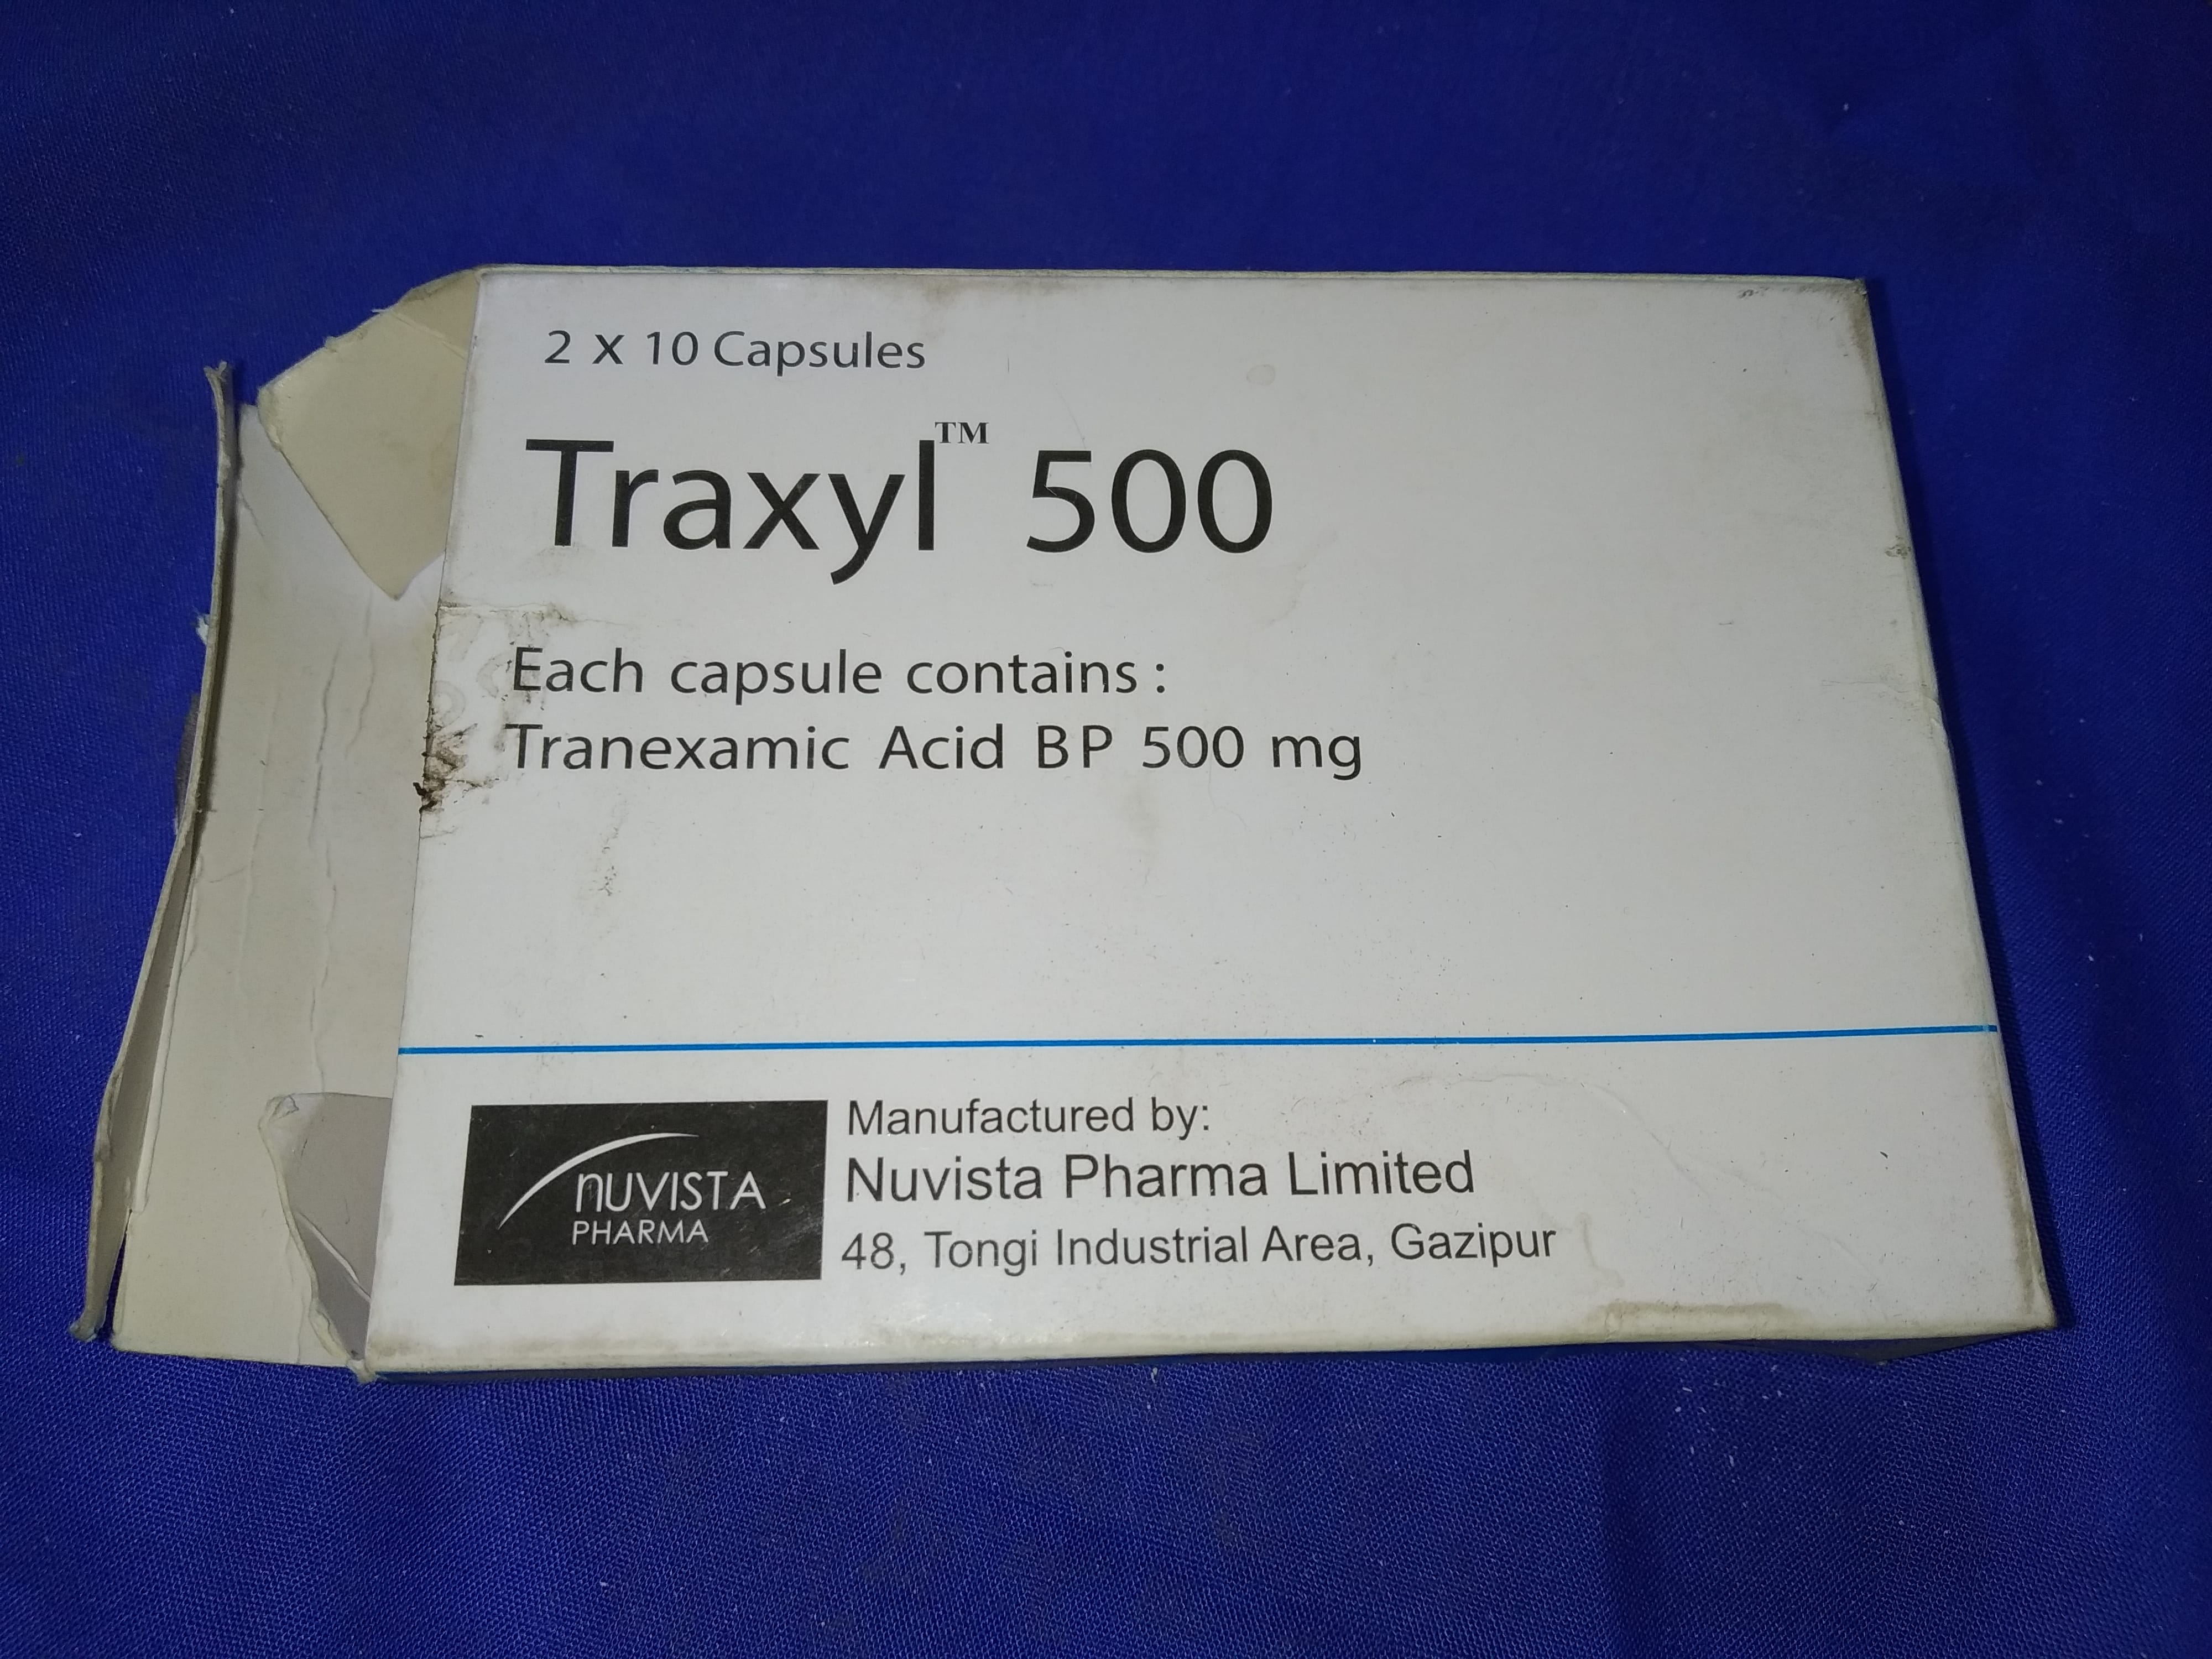 2 x 10 Capsules
Traxyl™ 500
Each capsule contains :
Tranexamic Acid BP 500 mg
nUVISTA
PHARMA
Manufactured by:
Nuvista Pharma Limited
48, Tongi Industrial Area, Gazipur